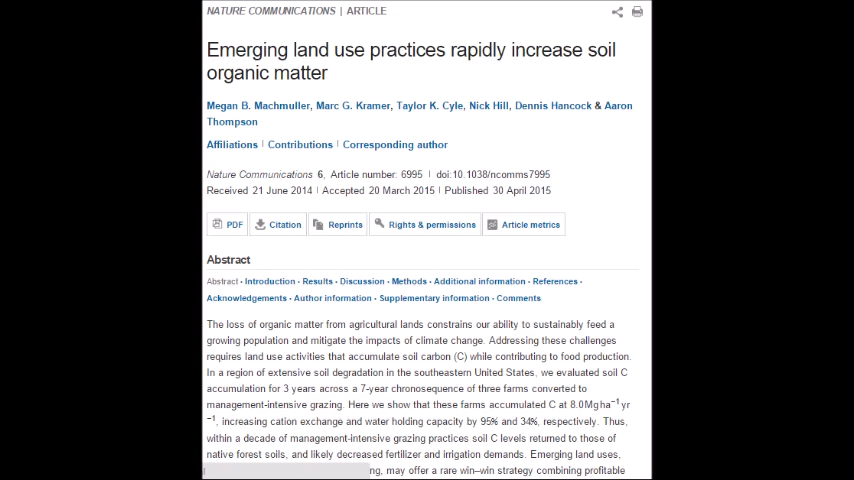 NATURE COMMUNICATIONS | ARTICLE
Emerging land use practices rapidly increase soil
organic matter
Megan B. Machmuller, Marc G. Kramer, Taylor K. Cyle, Nick Hill, Dennis Hancock & Aaron
Thompson
Affiliations | Contributions | Corresponding author
Nature Communications 6, Article number: 6995 | doi:10.1038/ncomms7995
Received 21 June 2014 | Accepted 20 March 2015 | Published 30 April 2015
PDF Citation Reprints Rights & permissions Article metrics
Abstract
Abstract • Introduction • Results • Discussion • Methods • Additional information • References •
Acknowledgements • Author information • Supplementary information • Comments
The loss of organic matter from agricultural lands constrains our ability to sustainably feed a
growing population and mitigate the impacts of climate change. Addressing these challenges
requires land use activities that accumulate soil carbon (C) while contributing to food production.
In a region of extensive soil degradation in the southeastern United States, we evaluated soil C
accumulation for 3 years across a 7-year chronosequence of three farms converted to
management-intensive grazing. Here we show that these farms accumulated C at 8.0 Mg ha⁻¹ yr
⁻¹, increasing cation exchange and water holding capacity by 95% and 34%, respectively. Thus,
within a decade of management-intensive grazing practices soil C levels returned to those of
native forest soils, and likely decreased fertilizer and irrigation demands. Emerging land uses,
ng, may offer a rare win–win strategy combining profitable